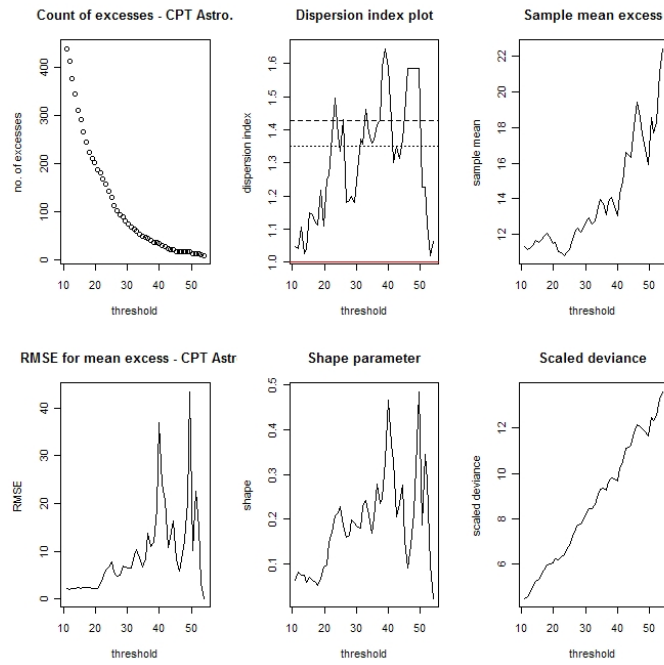 Count of excesses - CPT Astro.
no. of excesses
0 100 200 300 400
10 20 30 40 50
threshold
Dispersion index plot
dispersion index
1.0 1.1 1.2 1.3 1.4 1.5 1.6
10 20 30 40 50
threshold
Sample mean excess
sample mean
12 14 16 18 20 22
10 20 30 40 50
threshold
RMSE for mean excess - CPT Astr
RMSE
0 10 20 30 40
10 20 30 40 50
threshold
Shape parameter
shape
0.1 0.2 0.3 0.4 0.5
10 20 30 40 50
threshold
Scaled deviance
scaled deviance
6 8 10 12
10 20 30 40 50
threshold